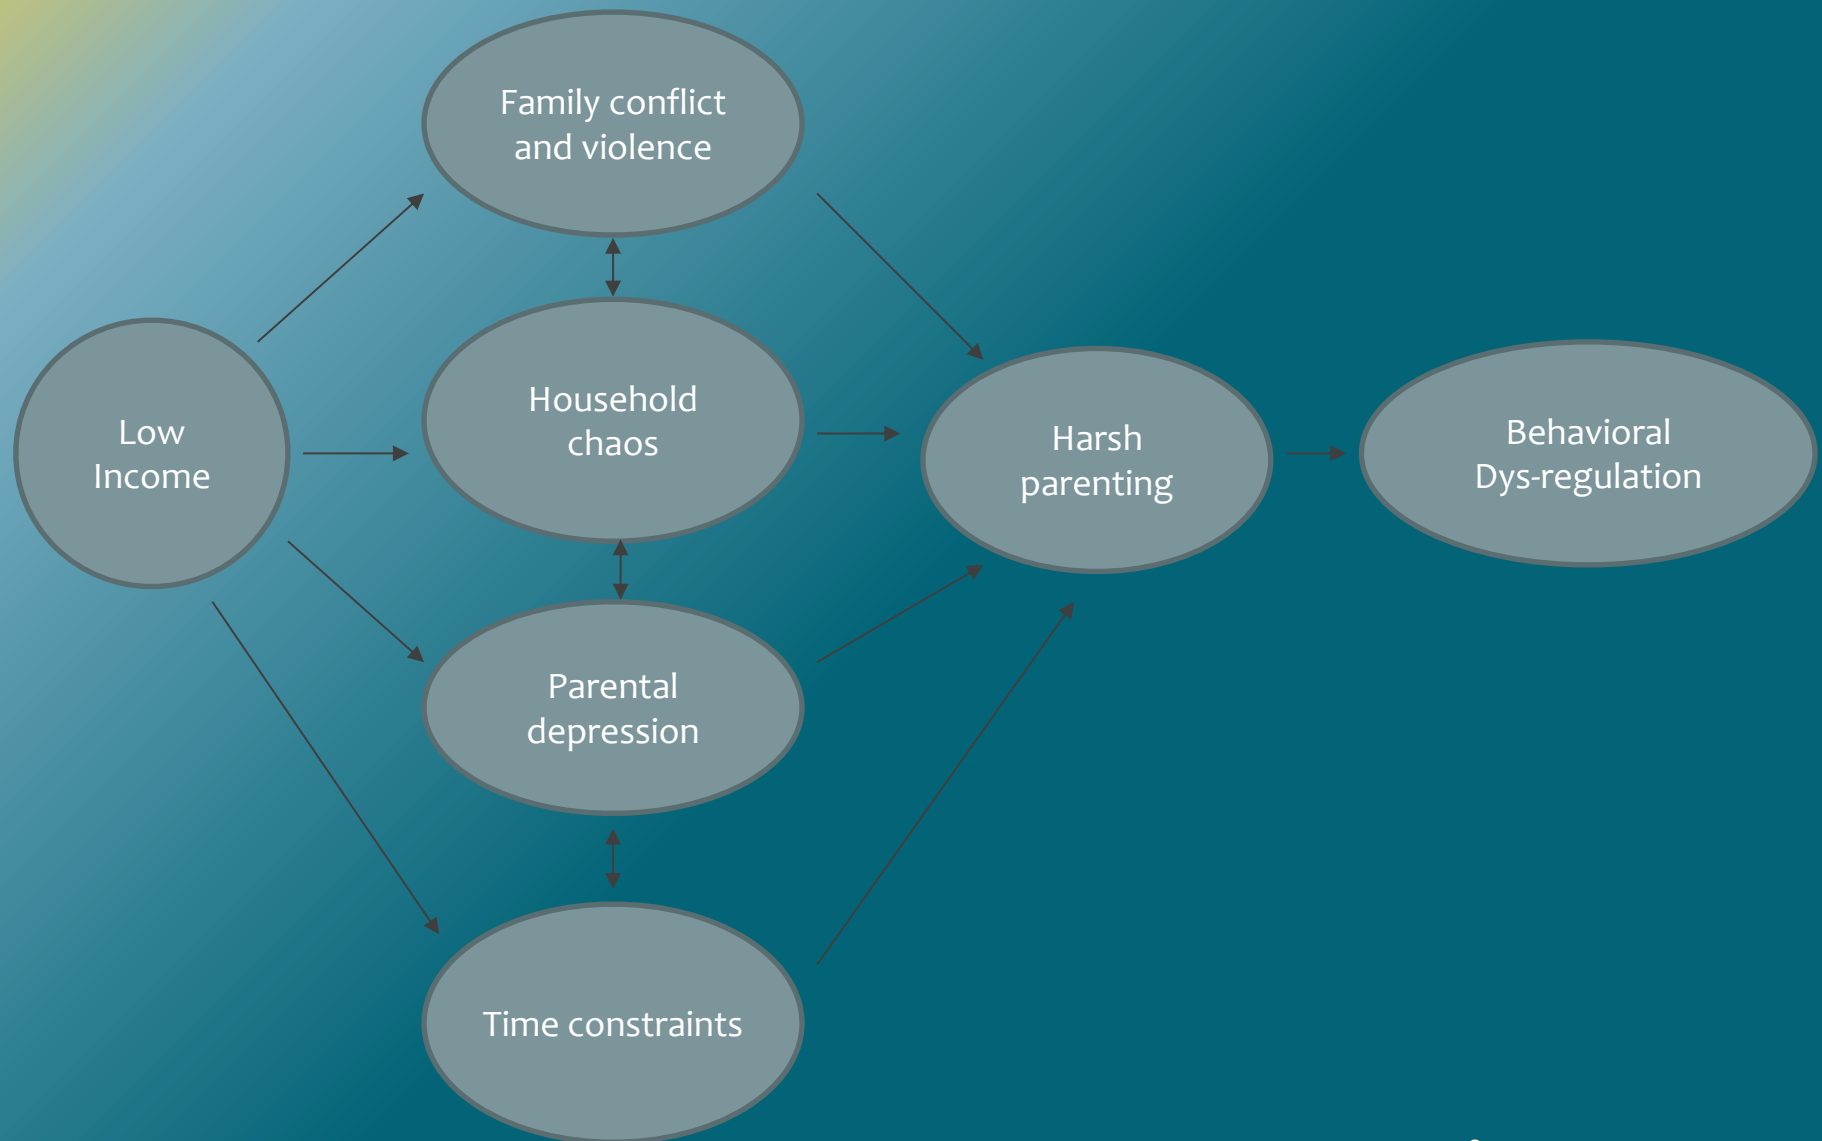 Family conflict
and violence
Low
Income
Household
chaos
Harsh
parenting
Behavioral
Dys-regulation
Parental
depression
Time constraints